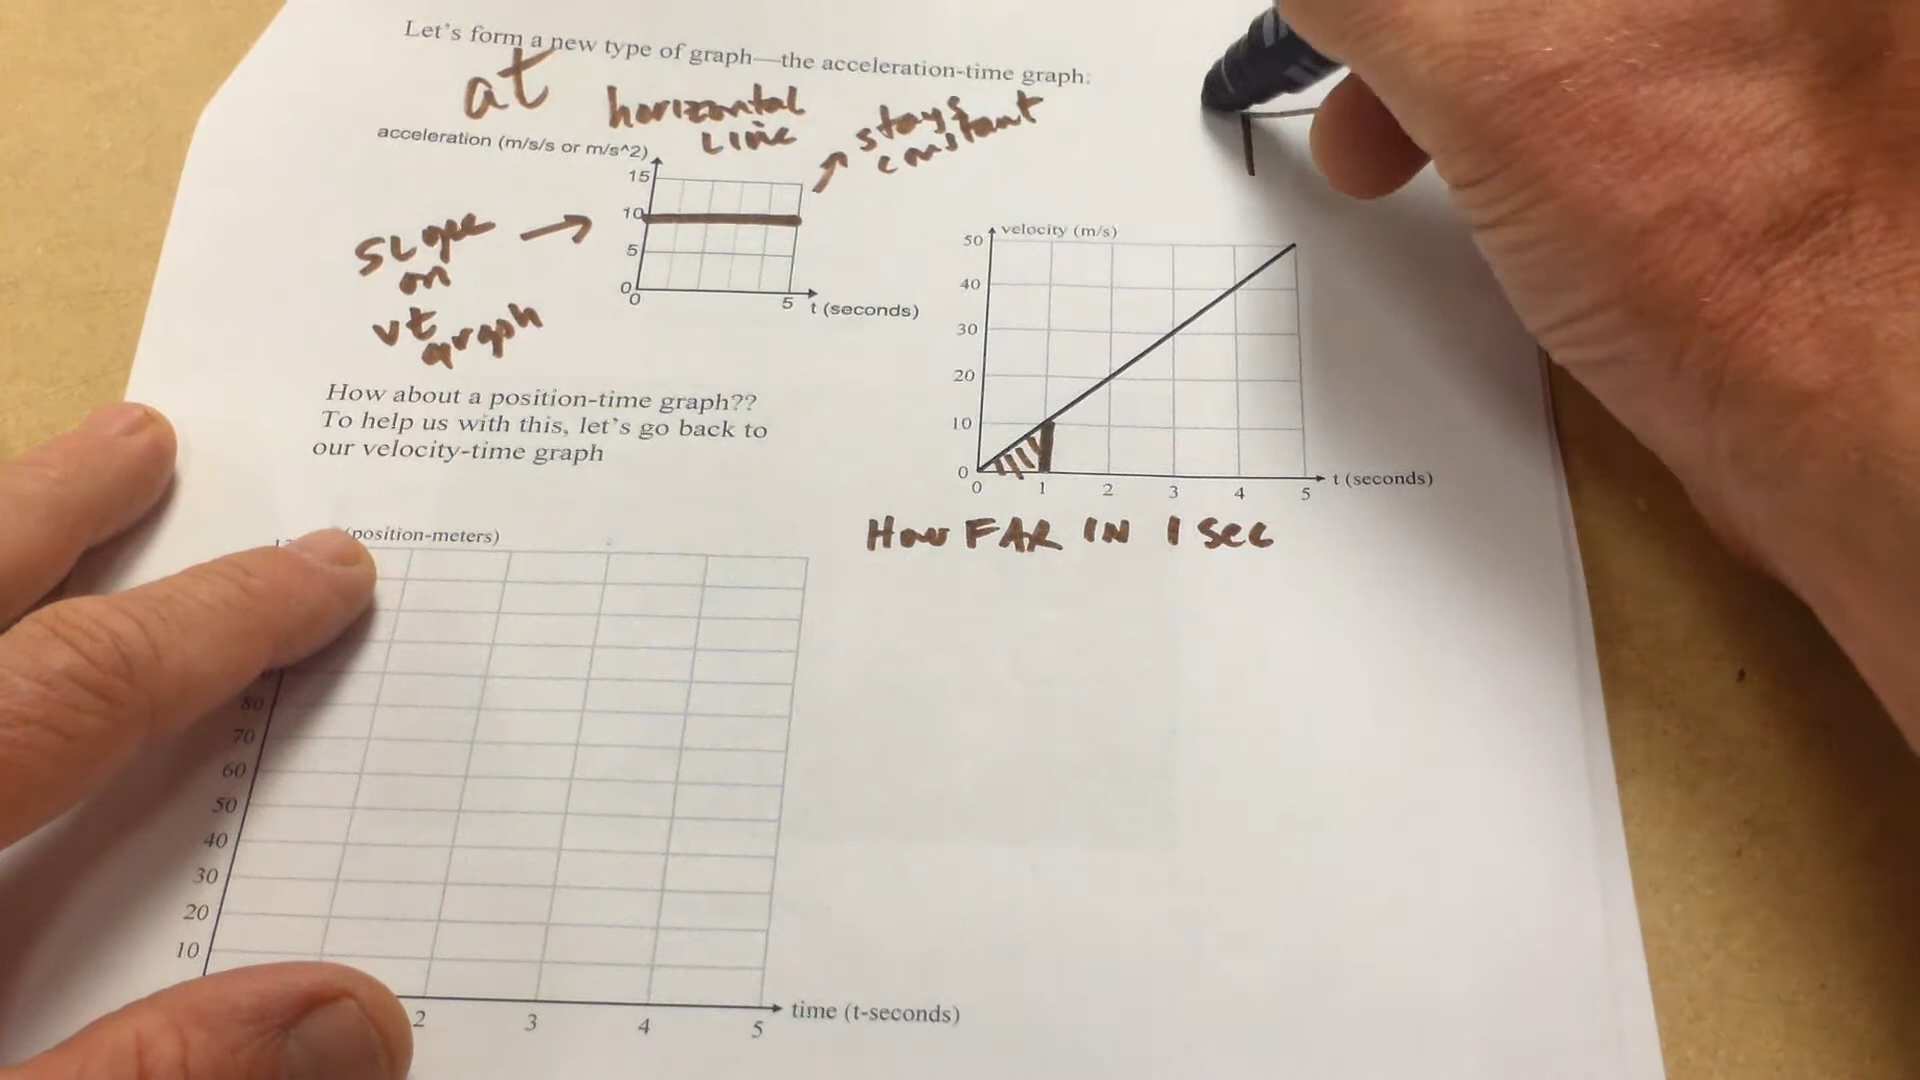 Let's form a new type of graph—the acceleration-time graph:
at
horizontal
Line
stays
constant
acceleration (m/s/s or m/s^2)
15
10
5
0
0
5
t (seconds)
slope
on
vt
graph
velocity (m/s)
50
40
30
20
10
0
0
1
2
3
4
5
t (seconds)
How about a position-time graph??
To help us with this, let's go back to
our velocity-time graph
How FAR IN 1 Sec
(position-meters)
80
70
60
50
40
30
20
10
2
3
4
5
time (t-seconds)